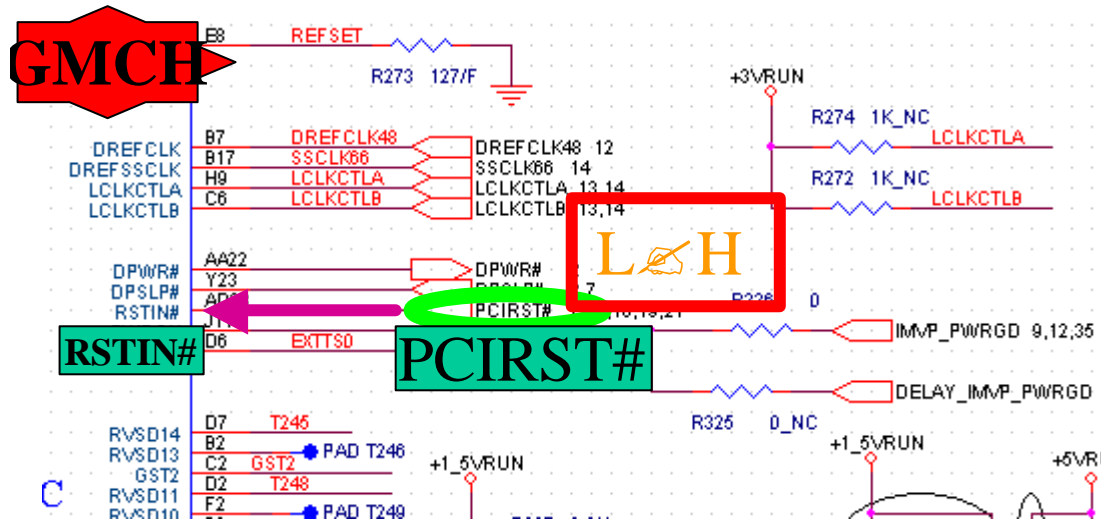 GMCH
E8 REFSET
R273 127/F
+3VRUN
R274 1K_NC
LCLKCTLA
R272 1K_NC
LCLKCTLB
DREFCLK B7 DREFCLK48 DREFCLK48 12
DREFSSCLK B17 SSCLK66 SSCLK66 14
LCLKCTLA H9 LCLKCTLA LCLKCTLA 13,14
LCLKCTLB C6 LCLKCTLB LCLKCTLB 13,14
L✍H
DPWR# AA22 DPWR#
DPSLP# Y23 7
RSTIN# PCIRST#
R326 0
IMVP_PWRGD 9,12,35
RSTIN#
D6 EXTTS0
PCIRST#
DELAY_IMVP_PWRGD
R325 0_NC
RVSD14 D7 T245
RVSD13 B2 PAD T246
GST2 C2 GST2
RVSD11 D2 T248
RVSD10 F2 PAD T249
+1_5VRUN
+1_5VRUN
+5VR
C